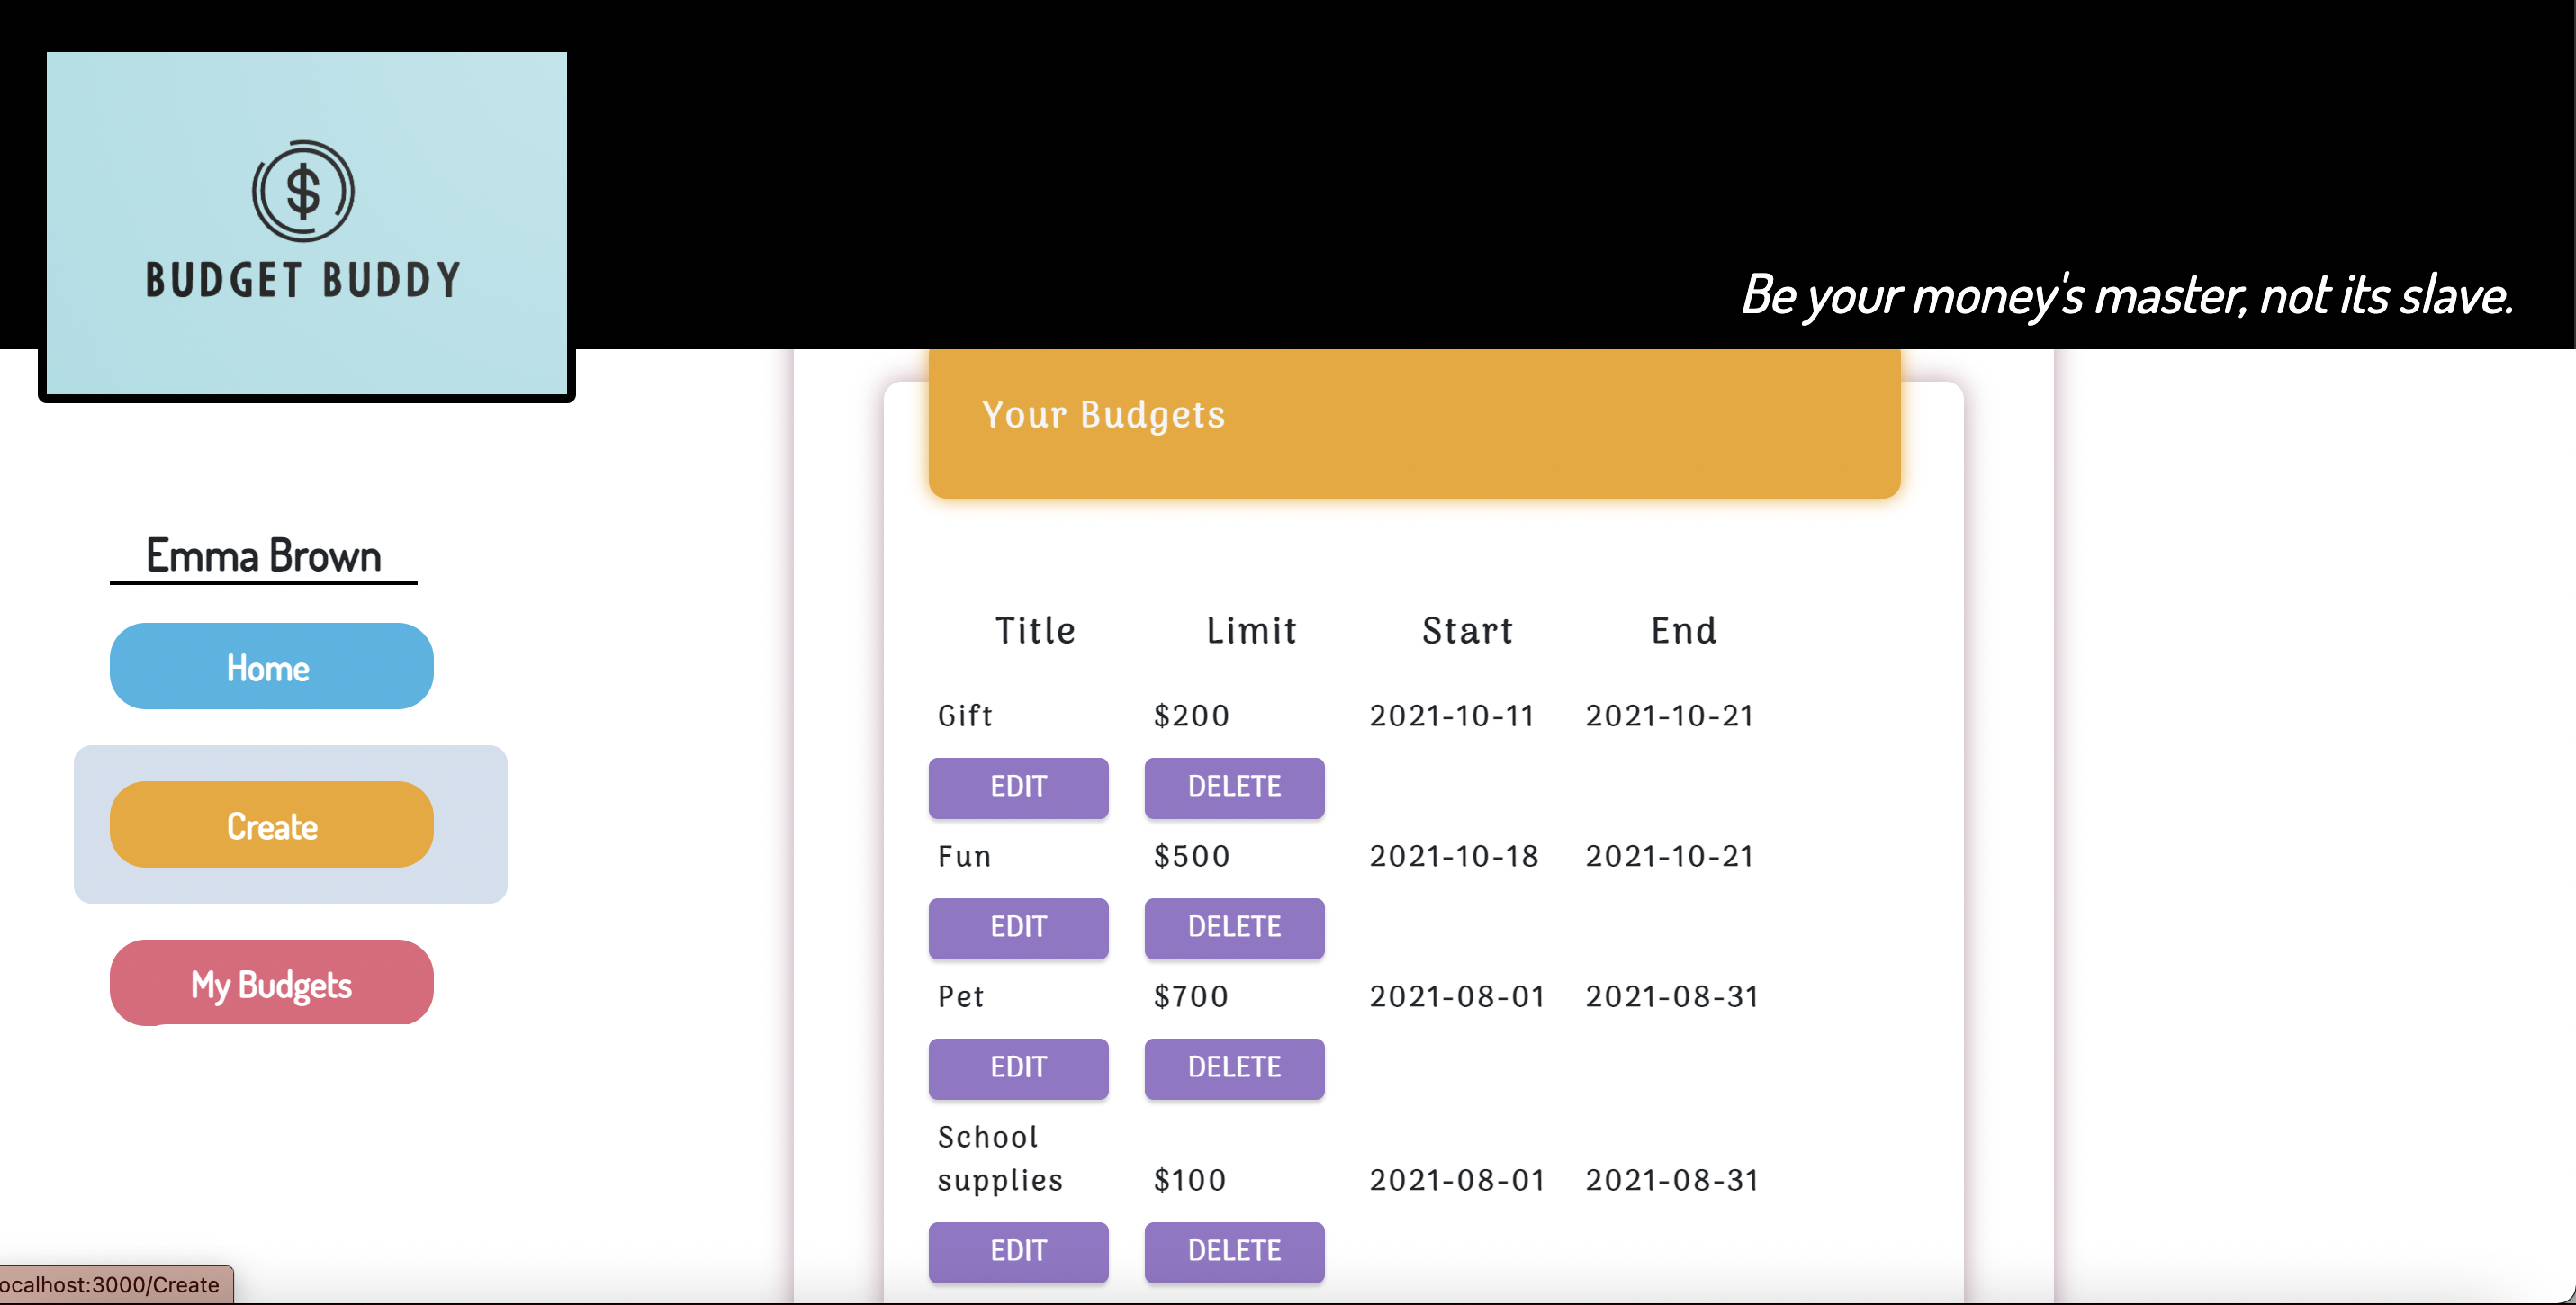 $
BUDGET BUDDY
Be your money's master, not its slave.
Emma Brown
Home
Create
My Budgets
Your Budgets
Title Limit Start End
Gift $200 2021-10-11 2021-10-21
EDIT DELETE
Fun $500 2021-10-18 2021-10-21
EDIT DELETE
Pet $700 2021-08-01 2021-08-31
EDIT DELETE
School
supplies $100 2021-08-01 2021-08-31
EDIT DELETE
ocalhost:3000/Create